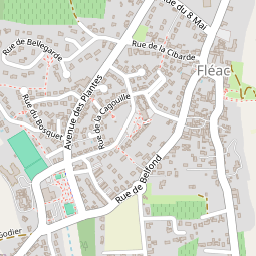 Rue du 8 Mai
Rue de Bellegarde
Rue de la Cibarde
Fléac
Avenue des Plantes
Rue de la Cagouille
Rue du Bosquet
Rue de Belfond
Godier